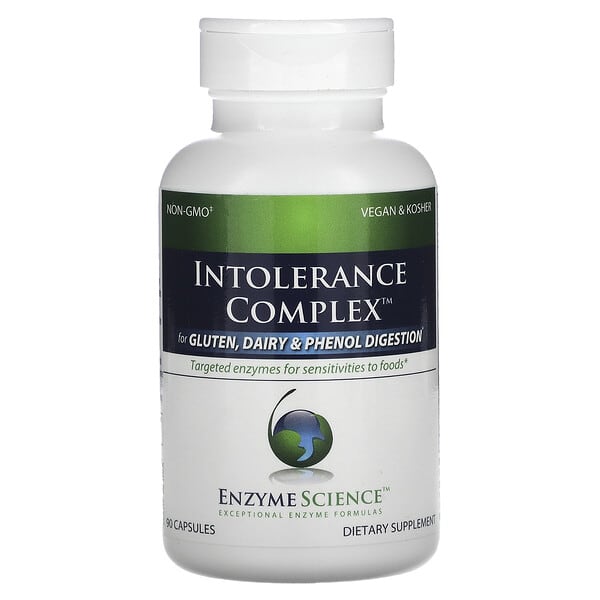 NON-GMO‡
VEGAN & KOSHER
INTOLERANCE
COMPLEX™
for GLUTEN, DAIRY & PHENOL DIGESTION*
Targeted enzymes for sensitivities to foods*
ENZYME SCIENCE™
EXCEPTIONAL ENZYME FORMULAS
90 CAPSULES
DIETARY SUPPLEMENT